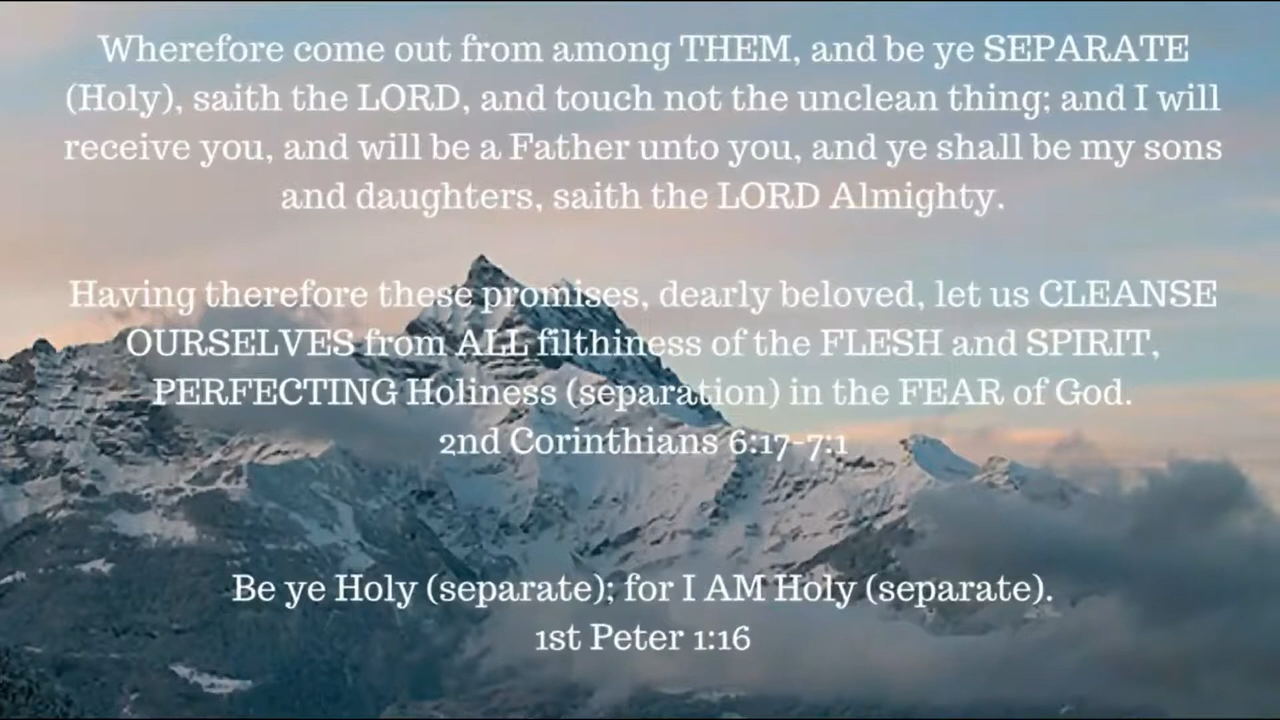 Wherefore come out from among THEM, and be ye SEPARATE
(Holy), saith the LORD, and touch not the unclean thing; and I will
receive you, and will be a Father unto you, and ye shall be my sons
and daughters, saith the LORD Almighty.
Having therefore these promises, dearly beloved, let us CLEANSE
OURSELVES from ALL filthiness of the FLESH and SPIRIT,
PERFECTING Holiness (separation) in the FEAR of God.
2nd Corinthians 6:17-7:1
Be ye Holy (separate); for I AM Holy (separate).
1st Peter 1:16